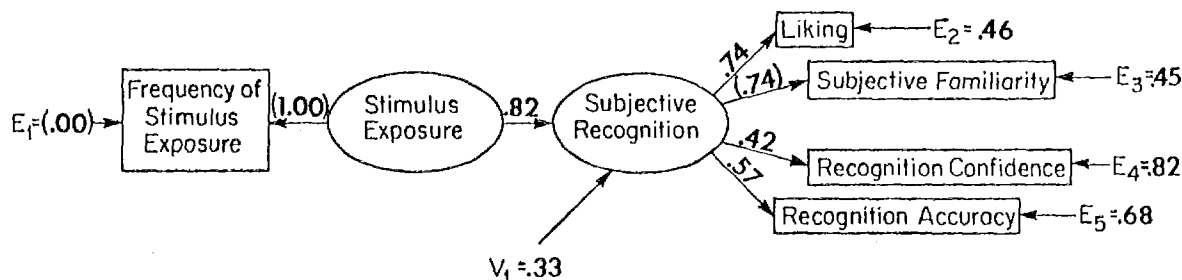 Liking
E₂=.46
.74
(.74)
Subjective Familiarity
E₃=.45
Frequency of
Stimulus
Exposure
E₁=(.00)
(1.00)
Stimulus
Exposure
.82
Subjective
Recognition
.42
Recognition Confidence
E₄=.82
.57
Recognition Accuracy
E₅=.68
V₁=.33